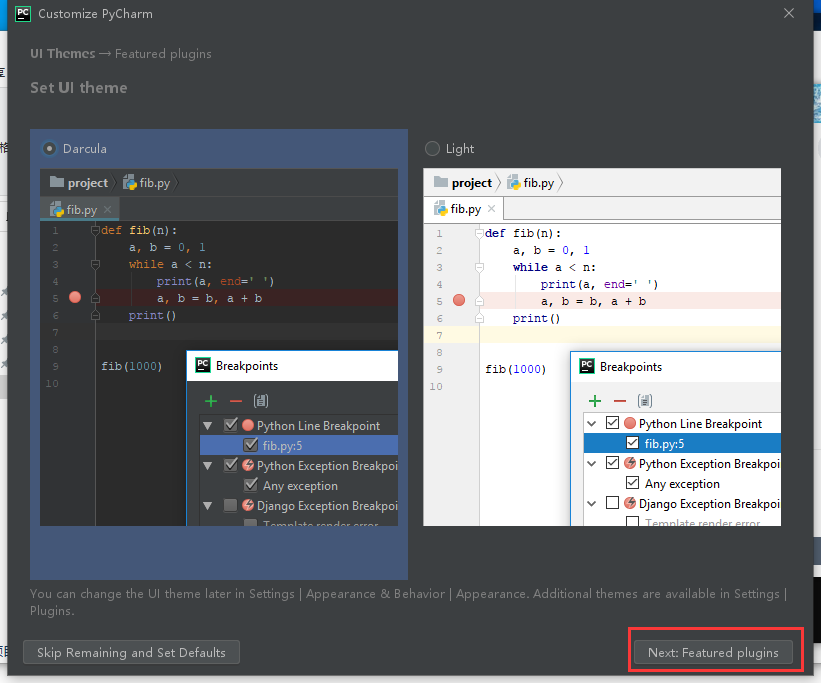 PC Customize PyCharm
UI Themes → Featured plugins
Set UI theme
Darcula
project
fib.py
fib.py
1 def fib(n):
2 a, b = 0, 1
3 while a < n:
4 print(a, end=' ')
5 a, b = b, a + b
6 print()
7
8
9 fib(1000)
10
PC Breakpoints
Python Line Breakpoint
fib.py:5
Python Exception Breakpoi
Any exception
Django Exception Breakpoi
Template render error
Light
project
fib.py
fib.py
1 def fib(n):
2 a, b = 0, 1
3 while a < n:
4 print(a, end=' ')
5 a, b = b, a + b
6 print()
7
8
9 fib(1000)
10
PC Breakpoints
Python Line Breakpoint
fib.py:5
Python Exception Breakpoi
Any exception
Django Exception Breakpoi
Template render error
You can change the UI theme later in Settings | Appearance & Behavior | Appearance. Additional themes are available in Settings |
Plugins.
Skip Remaining and Set Defaults
Next: Featured plugins